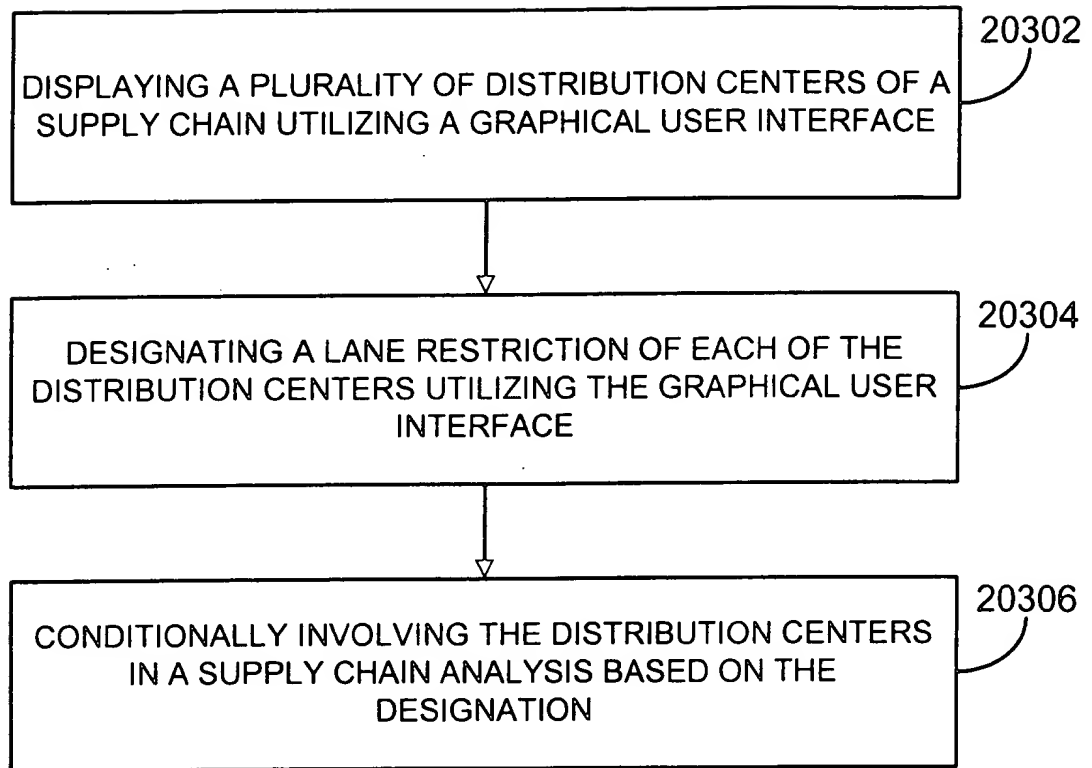 20302
DISPLAYING A PLURALITY OF DISTRIBUTION CENTERS OF A
SUPPLY CHAIN UTILIZING A GRAPHICAL USER INTERFACE
20304
DESIGNATING A LANE RESTRICTION OF EACH OF THE
DISTRIBUTION CENTERS UTILIZING THE GRAPHICAL USER
INTERFACE
20306
CONDITIONALLY INVOLVING THE DISTRIBUTION CENTERS
IN A SUPPLY CHAIN ANALYSIS BASED ON THE
DESIGNATION